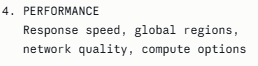 4. PERFORMANCE
Response speed, global regions,
network quality, compute options